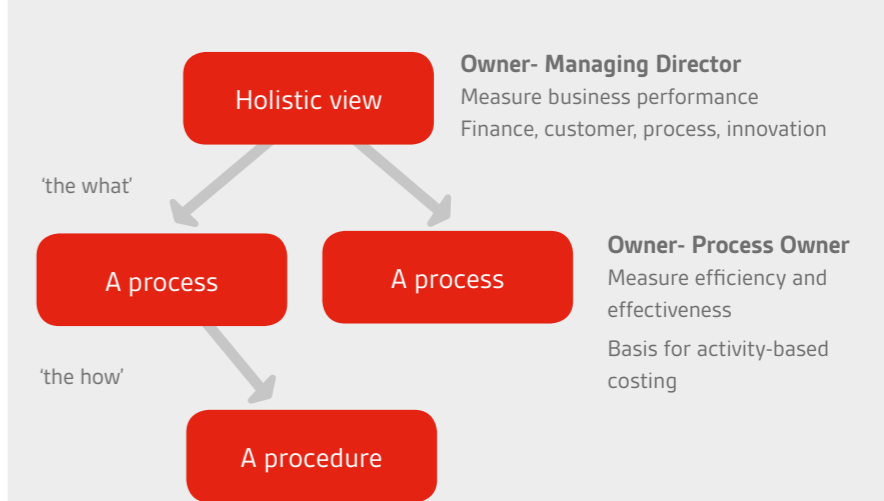 Holistic view
Owner- Managing Director
Measure business performance
Finance, customer, process, innovation
‘the what’
A process
A process
Owner- Process Owner
Measure efficiency and
effectiveness
Basis for activity-based
costing
‘the how’
A procedure